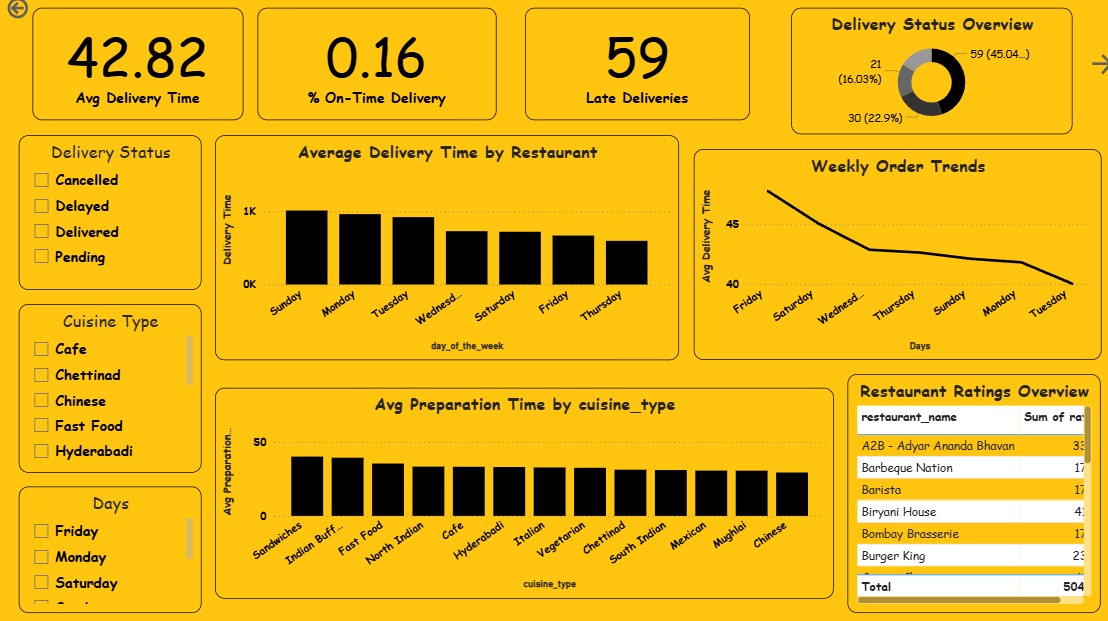 42.82
Avg Delivery Time
0.16
% On-Time Delivery
59
Late Deliveries
Delivery Status Overview
59 (45.04...)
21
(16.03%)
30 (22.9%)
Delivery Status
Cancelled
Delayed
Delivered
Pending
Average Delivery Time by Restaurant
Delivery Time
1K
0K
Sunday
Monday
Tuesday
Wednesd...
Saturday
Friday
Thursday
day_of_the_week
Weekly Order Trends
Avg Delivery Time
45
40
Friday
Saturday
Wednesd...
Thursday
Sunday
Monday
Tuesday
Days
Cuisine Type
Cafe
Chettinad
Chinese
Fast Food
Hyderabadi
Avg Preparation Time by cuisine_type
Avg Preparation...
50
0
Sandwiches
Indian Buff...
Fast Food
North Indian
Cafe
Hyderabadi
Italian
Vegetarian
Chettinad
South Indian
Mexican
Mughlai
Chinese
cuisine_type
Days
Friday
Monday
Saturday
Restaurant Ratings Overview
restaurant_name Sum of rat
A2B - Adyar Ananda Bhavan 33
Barbeque Nation 17
Barista 17
Biryani House 41
Bombay Brasserie 17
Burger King 23
Total 504